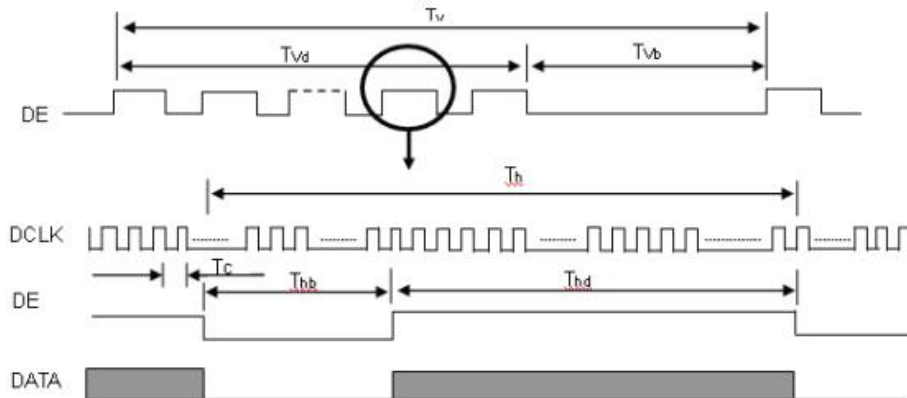 Tv
Tvd Tvb
DE
Th
DCLK
Tc
Thb Thd
DE
DATA